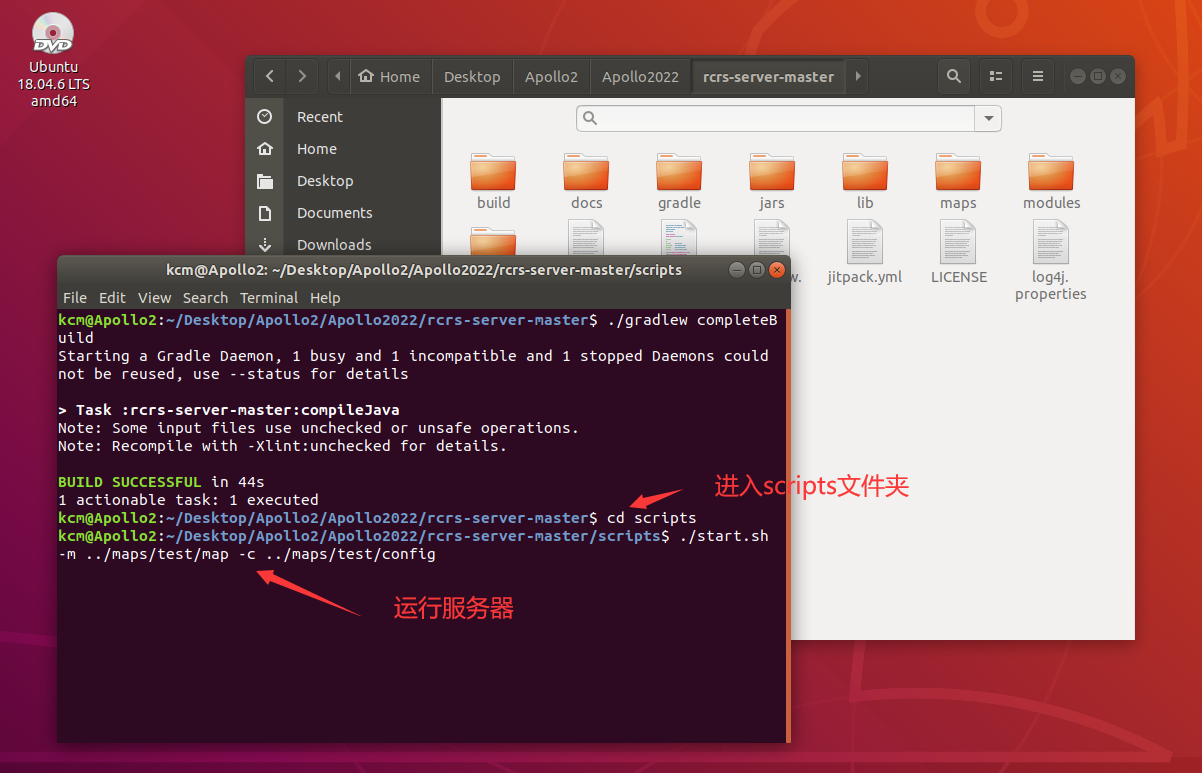 Ubuntu
18.04.6 LTS
amd64
Home
Desktop
Apollo2
Apollo2022
rcrs-server-master
Recent
Home
Desktop
Documents
Downloads
build
docs
gradle
jars
lib
maps
modules
w.
jitpack.yml
LICENSE
log4j.
properties
kcm@Apollo2: ~/Desktop/Apollo2/Apollo2022/rcrs-server-master/scripts
File Edit View Search Terminal Help
kcm@Apollo2:~/Desktop/Apollo2/Apollo2022/rcrs-server-master$ ./gradlew completeB
uild
Starting a Gradle Daemon, 1 busy and 1 incompatible and 1 stopped Daemons could
not be reused, use --status for details
> Task :rcrs-server-master:compileJava
Note: Some input files use unchecked or unsafe operations.
Note: Recompile with -Xlint:unchecked for details.
BUILD SUCCESSFUL in 44s
1 actionable task: 1 executed
进入scripts文件夹
kcm@Apollo2:~/Desktop/Apollo2/Apollo2022/rcrs-server-master$ cd scripts
kcm@Apollo2:~/Desktop/Apollo2/Apollo2022/rcrs-server-master/scripts$ ./start.sh
-m ../maps/test/map -c ../maps/test/config
运行服务器